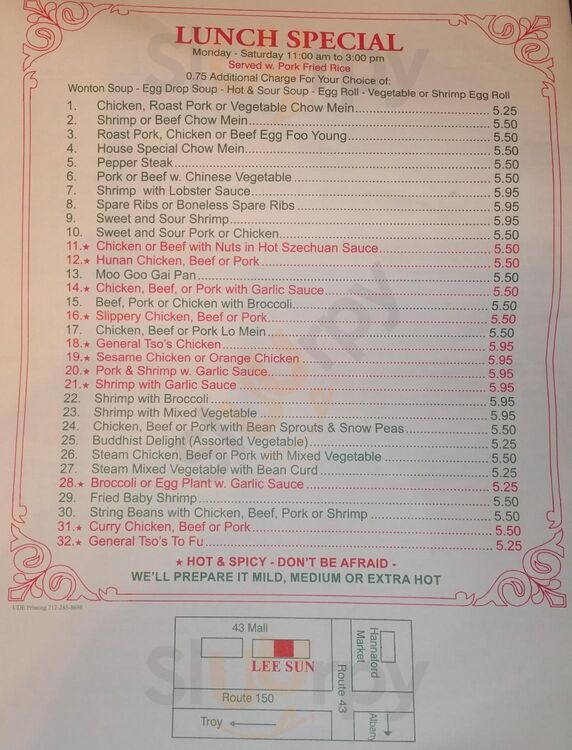 LUNCH SPECIAL
Monday - Saturday 11:00 am to 3:00 pm
Served w. Pork Fried Rice
0.75 Additional Charge For Your Choice of:
Wonton Soup - Egg Drop Soup - Hot & Sour Soup - Egg Roll - Vegetable or Shrimp Egg Roll
1. Chicken, Roast Pork or Vegetable Chow Mein 5.25
2. Shrimp or Beef Chow Mein 5.50
3. Roast Pork, Chicken or Beef Egg Foo Young 5.50
4. House Special Chow Mein 5.50
5. Pepper Steak 5.50
6. Pork or Beef w. Chinese Vegetable 5.50
7. Shrimp with Lobster Sauce 5.95
8. Spare Ribs or Boneless Spare Ribs 5.95
9. Sweet and Sour Shrimp 5.95
10. Sweet and Sour Pork or Chicken 5.50
11.★ Chicken or Beef with Nuts in Hot Szechuan Sauce 5.50
12.★ Hunan Chicken, Beef or Pork 5.50
13. Moo Goo Gai Pan 5.50
14.★ Chicken, Beef, or Pork with Garlic Sauce 5.50
15. Beef, Pork or Chicken with Broccoli 5.50
16.★ Slippery Chicken, Beef or Pork 5.50
17. Chicken, Beef or Pork Lo Mein 5.50
18.★ General Tso's Chicken 5.95
19.★ Sesame Chicken or Orange Chicken 5.95
20.★ Pork & Shrimp w. Garlic Sauce 5.95
21.★ Shrimp with Garlic Sauce 5.95
22. Shrimp with Broccoli 5.95
23. Shrimp with Mixed Vegetable 5.95
24. Chicken, Beef or Pork with Bean Sprouts & Snow Peas 5.50
25. Buddhist Delight (Assorted Vegetable) 5.25
26. Steam Chicken, Beef or Pork with Mixed Vegetable 5.50
27. Steam Mixed Vegetable with Bean Curd 5.25
28.★ Broccoli or Egg Plant w. Garlic Sauce 5.25
29. Fried Baby Shrimp 5.50
30. String Beans with Chicken, Beef, Pork or Shrimp 5.50
31.★ Curry Chicken, Beef or Pork 5.50
32.★ General Tso's To Fu 5.25
★ HOT & SPICY - DON'T BE AFRAID -
WE'LL PREPARE IT MILD, MEDIUM OR EXTRA HOT
UDE Printing 212-285-8698
43 Mall
LEE SUN
Hannaford Market
Route 43
Route 150
Troy
Albany
Sluurpy
Sluurpy
Sluurpy